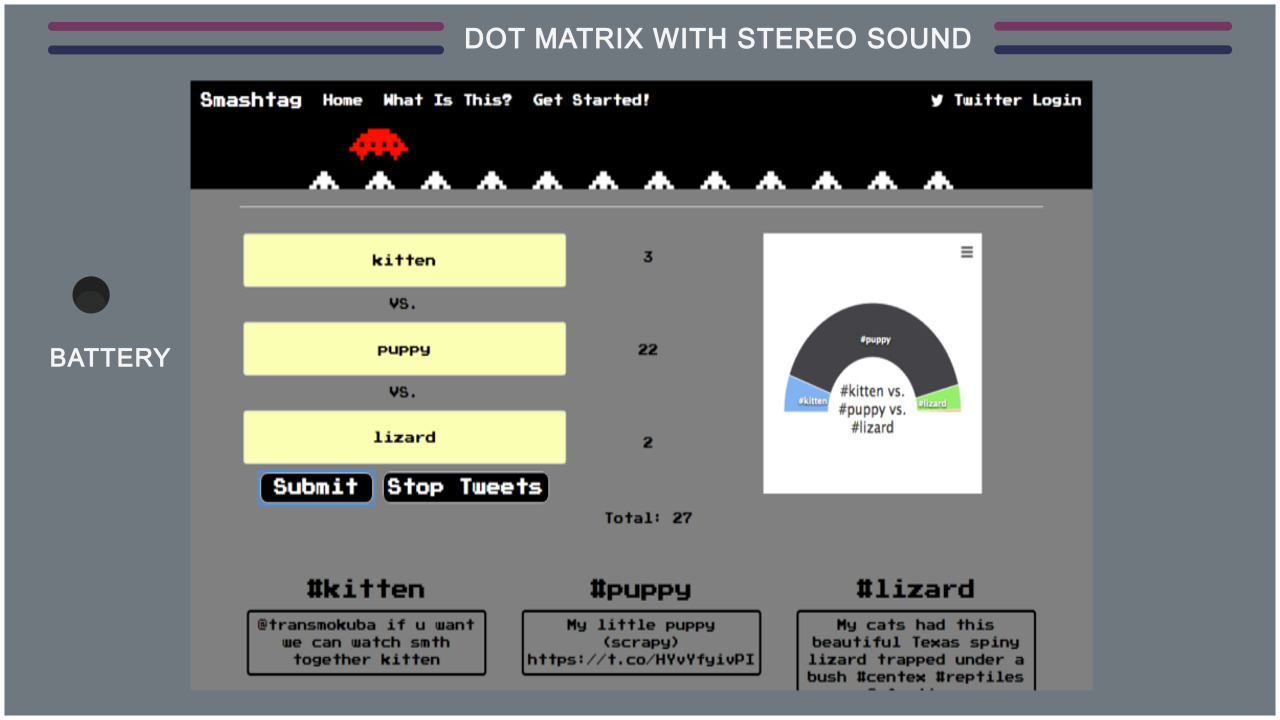 DOT MATRIX WITH STEREO SOUND
Smashtag Home What Is This? Get Started! Twitter Login
kitten 3
VS.
puppy 22
VS.
lizard 2
Submit Stop Tweets
#puppy
#kitten
#lizard
#kitten vs.
#puppy vs.
#lizard
Total: 27
BATTERY
#kitten
@transmokuba if u want
we can watch smth
together kitten
#puppy
My little puppy
(scrapy)
https://t.co/HYvYfyivPI
#lizard
My cats had this
beautiful Texas spiny
lizard trapped under a
bush #centex #reptiles